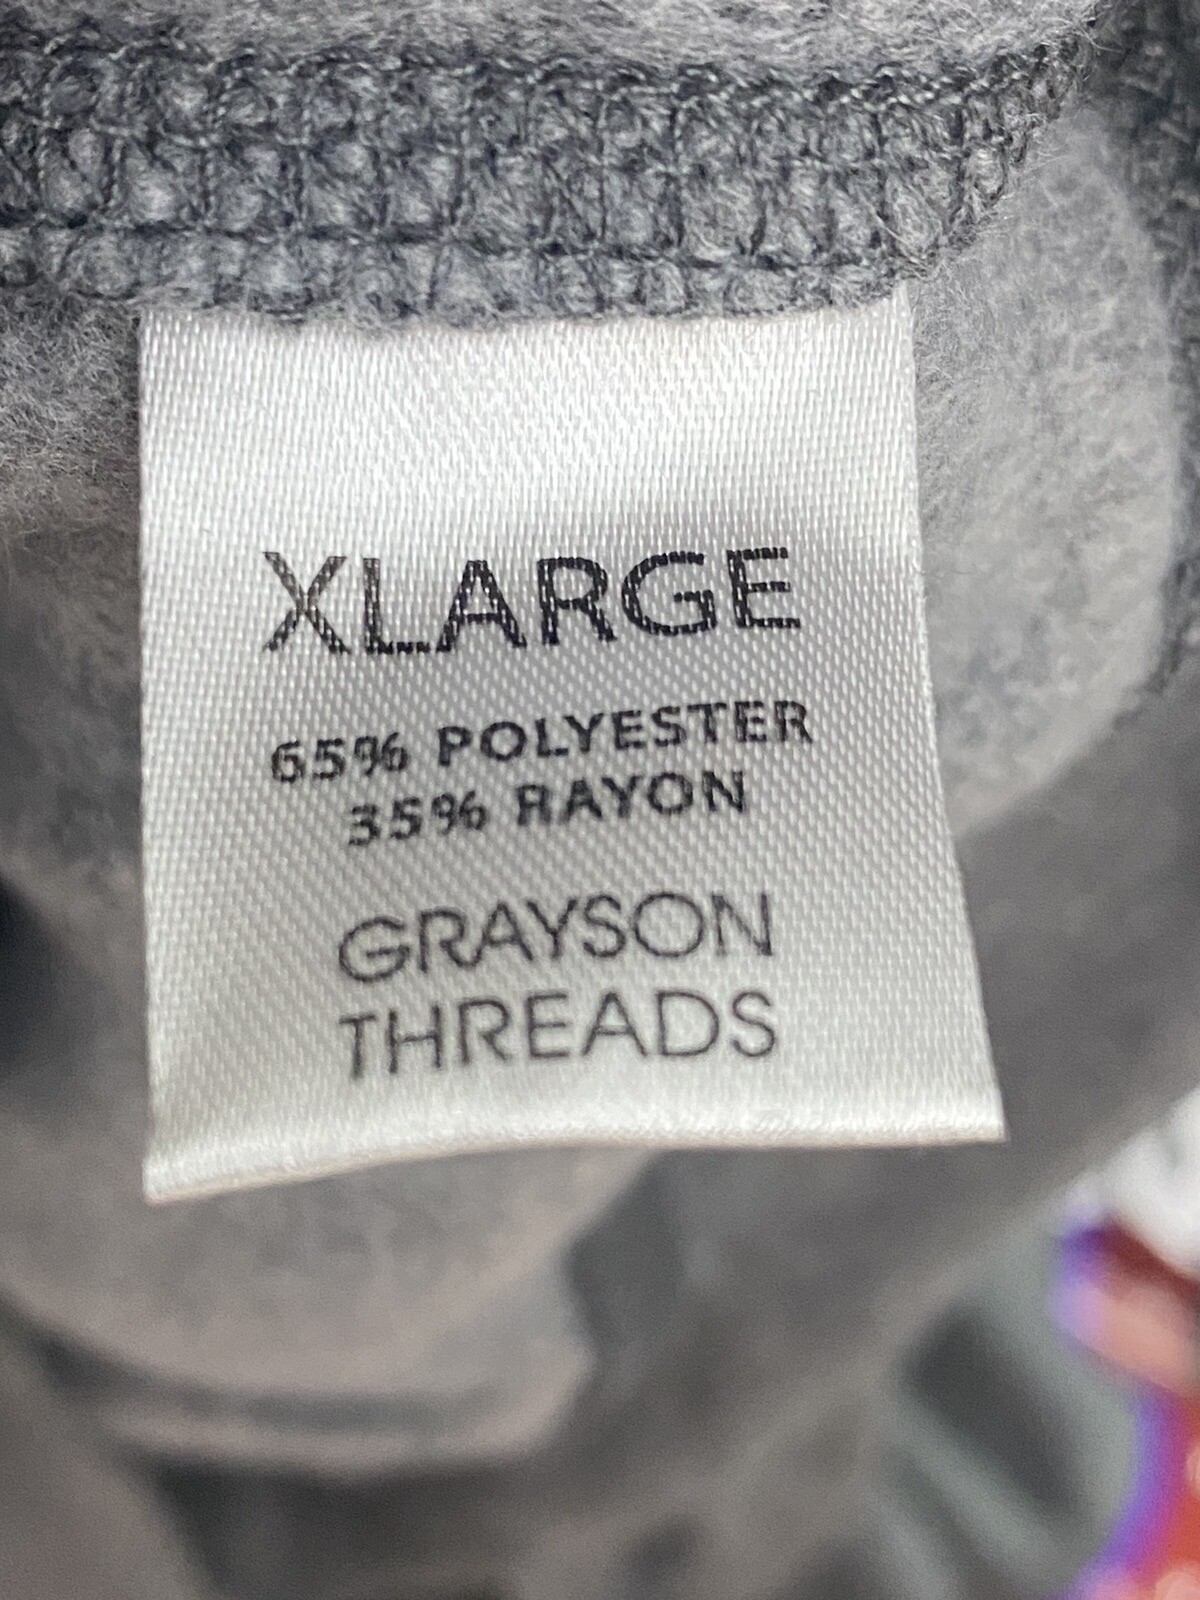 XLARGE
65% POLYESTER
35% RAYON
GRAYSON
THREADS